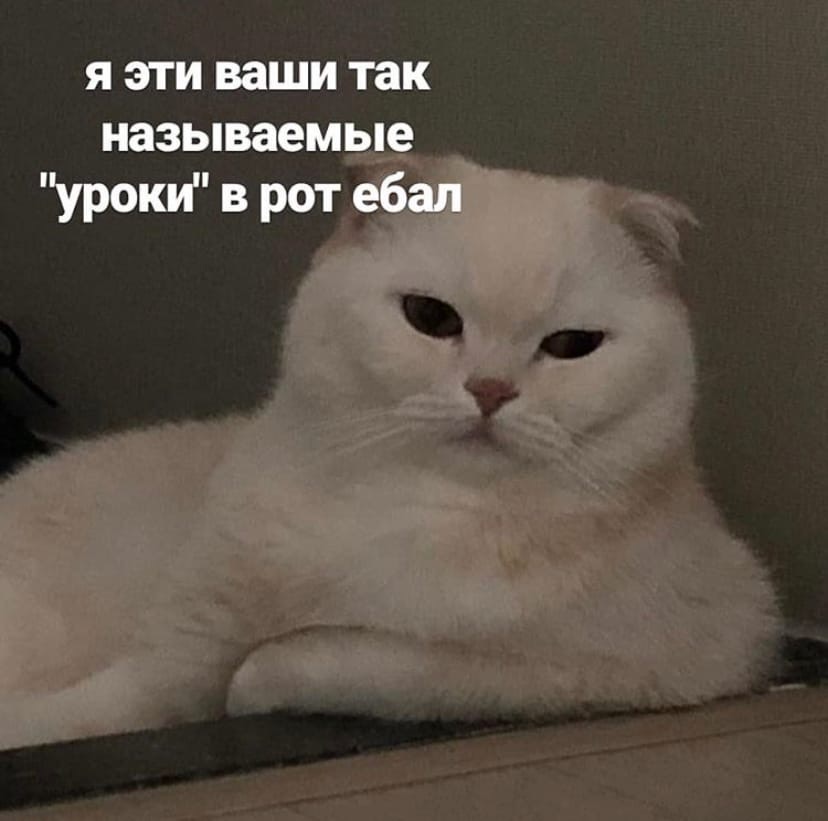 я эти ваши так
называемые
"уроки" в рот ебал